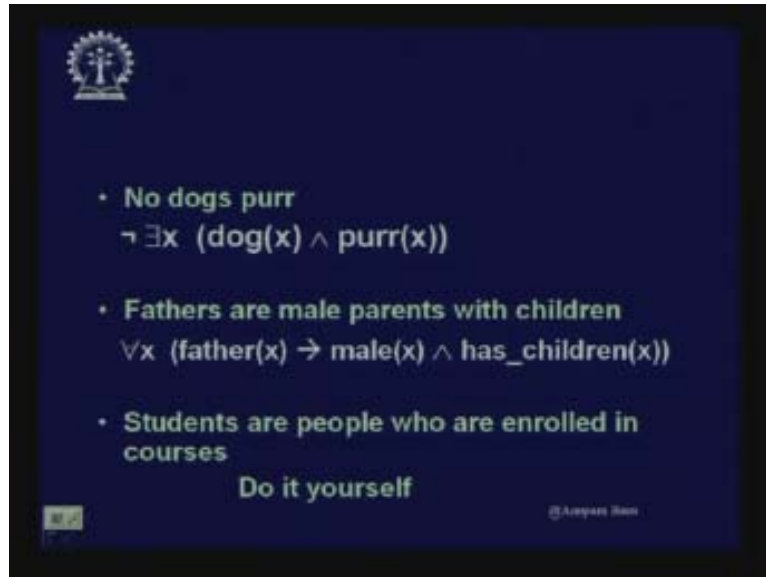 • No dogs purr
¬ ∃x (dog(x) ∧ purr(x))
• Fathers are male parents with children
∀x (father(x) → male(x) ∧ has_children(x))
• Students are people who are enrolled in
courses
Do it yourself